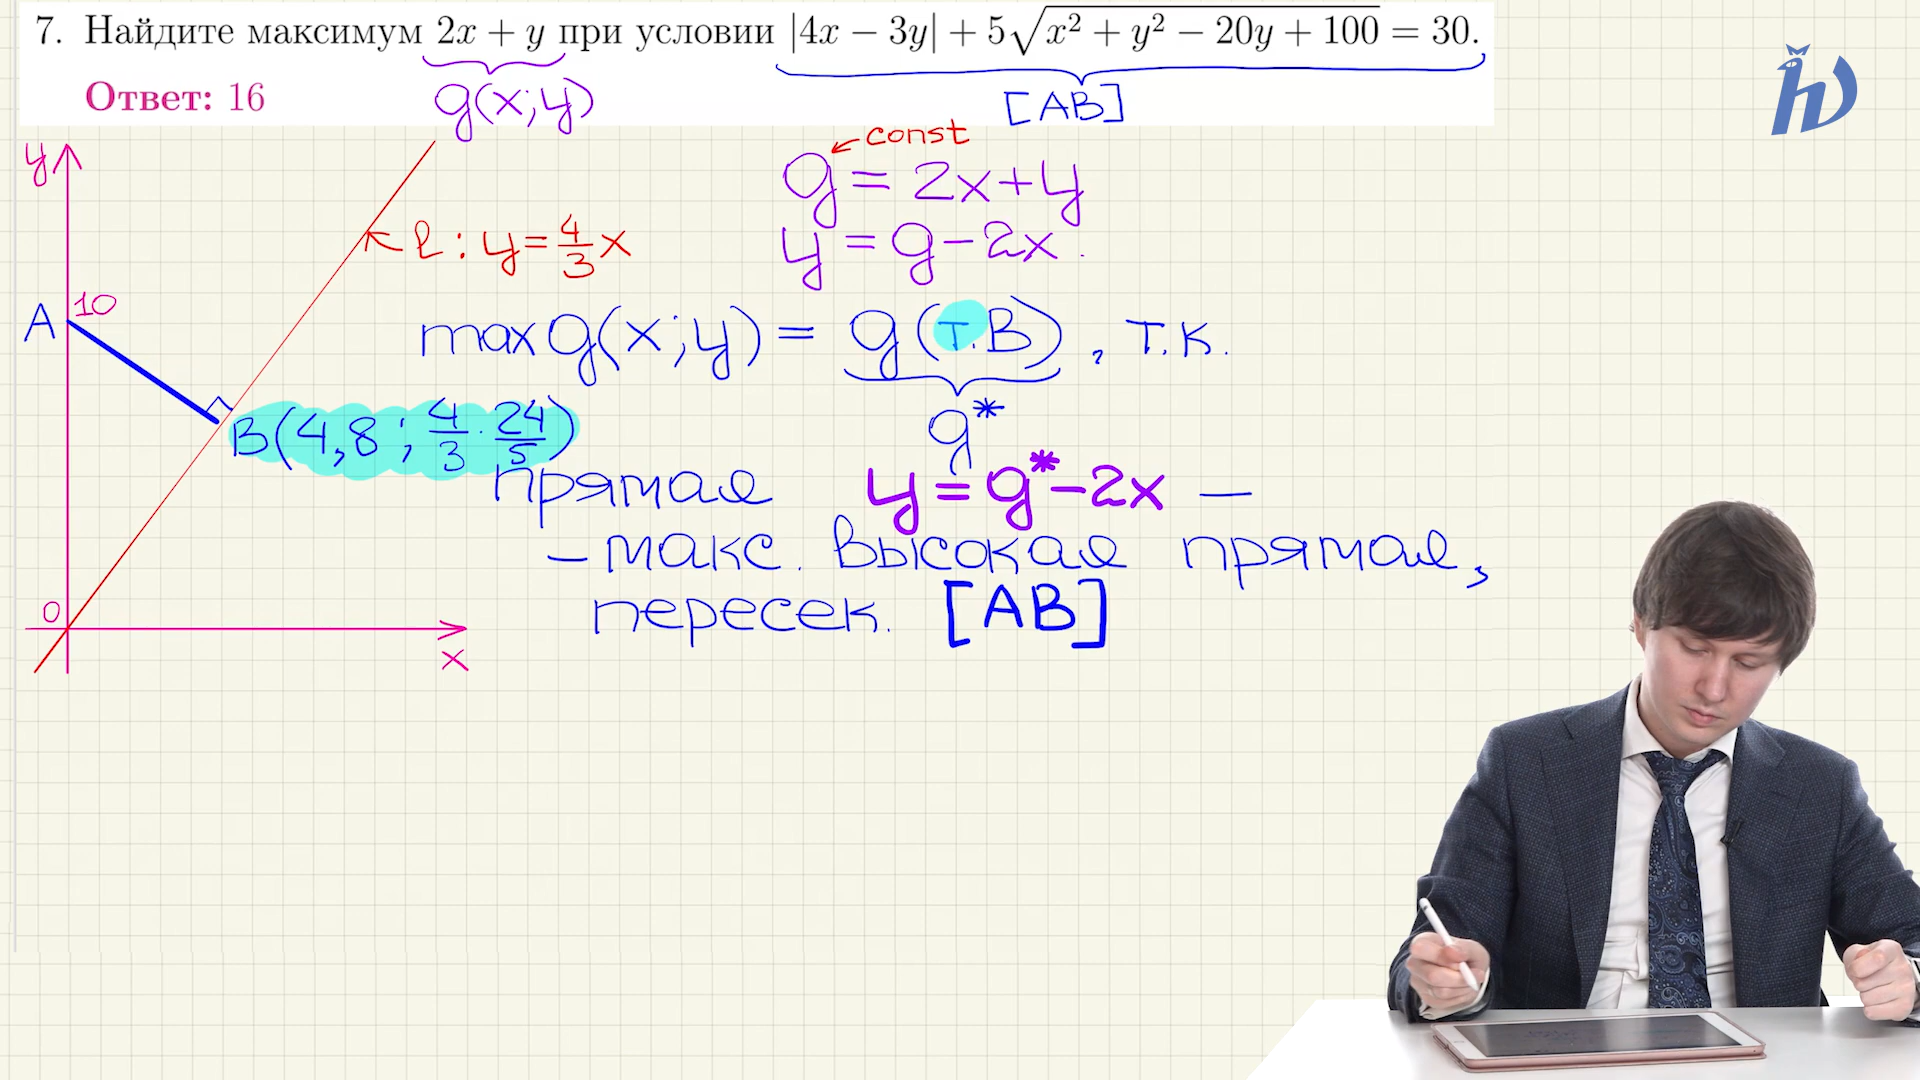 7. Найдите максимум 2x + y при условии |4x − 3y| + 5√(x² + y² − 20y + 100) = 30.
Ответ: 16
g(x;y)
[AB]
const
g = 2x+y
y = g−2x.
y
10
A
l: y = 4/3 x
max g(x;y) = g(т.B), т.к.
g*
B(4,8; 4/3 · 24/5)
прямая y = g*−2x —
— макс. высокая прямая,
пересек. [AB]
0
x